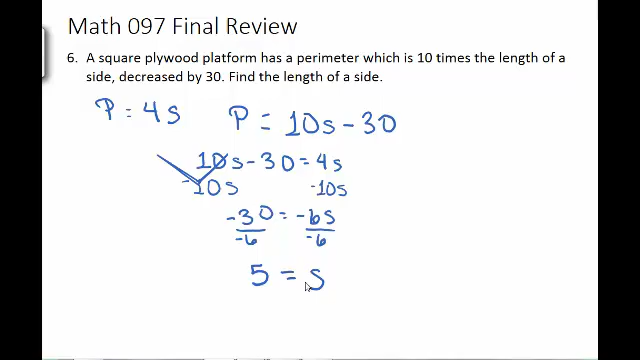 Math 097 Final Review
6. A square plywood platform has a perimeter which is 10 times the length of a
side, decreased by 30. Find the length of a side.
P = 4s P = 10s - 30
10s - 30 = 4s
-10s -10s
-30 = -6s
-6 -6
5 = s